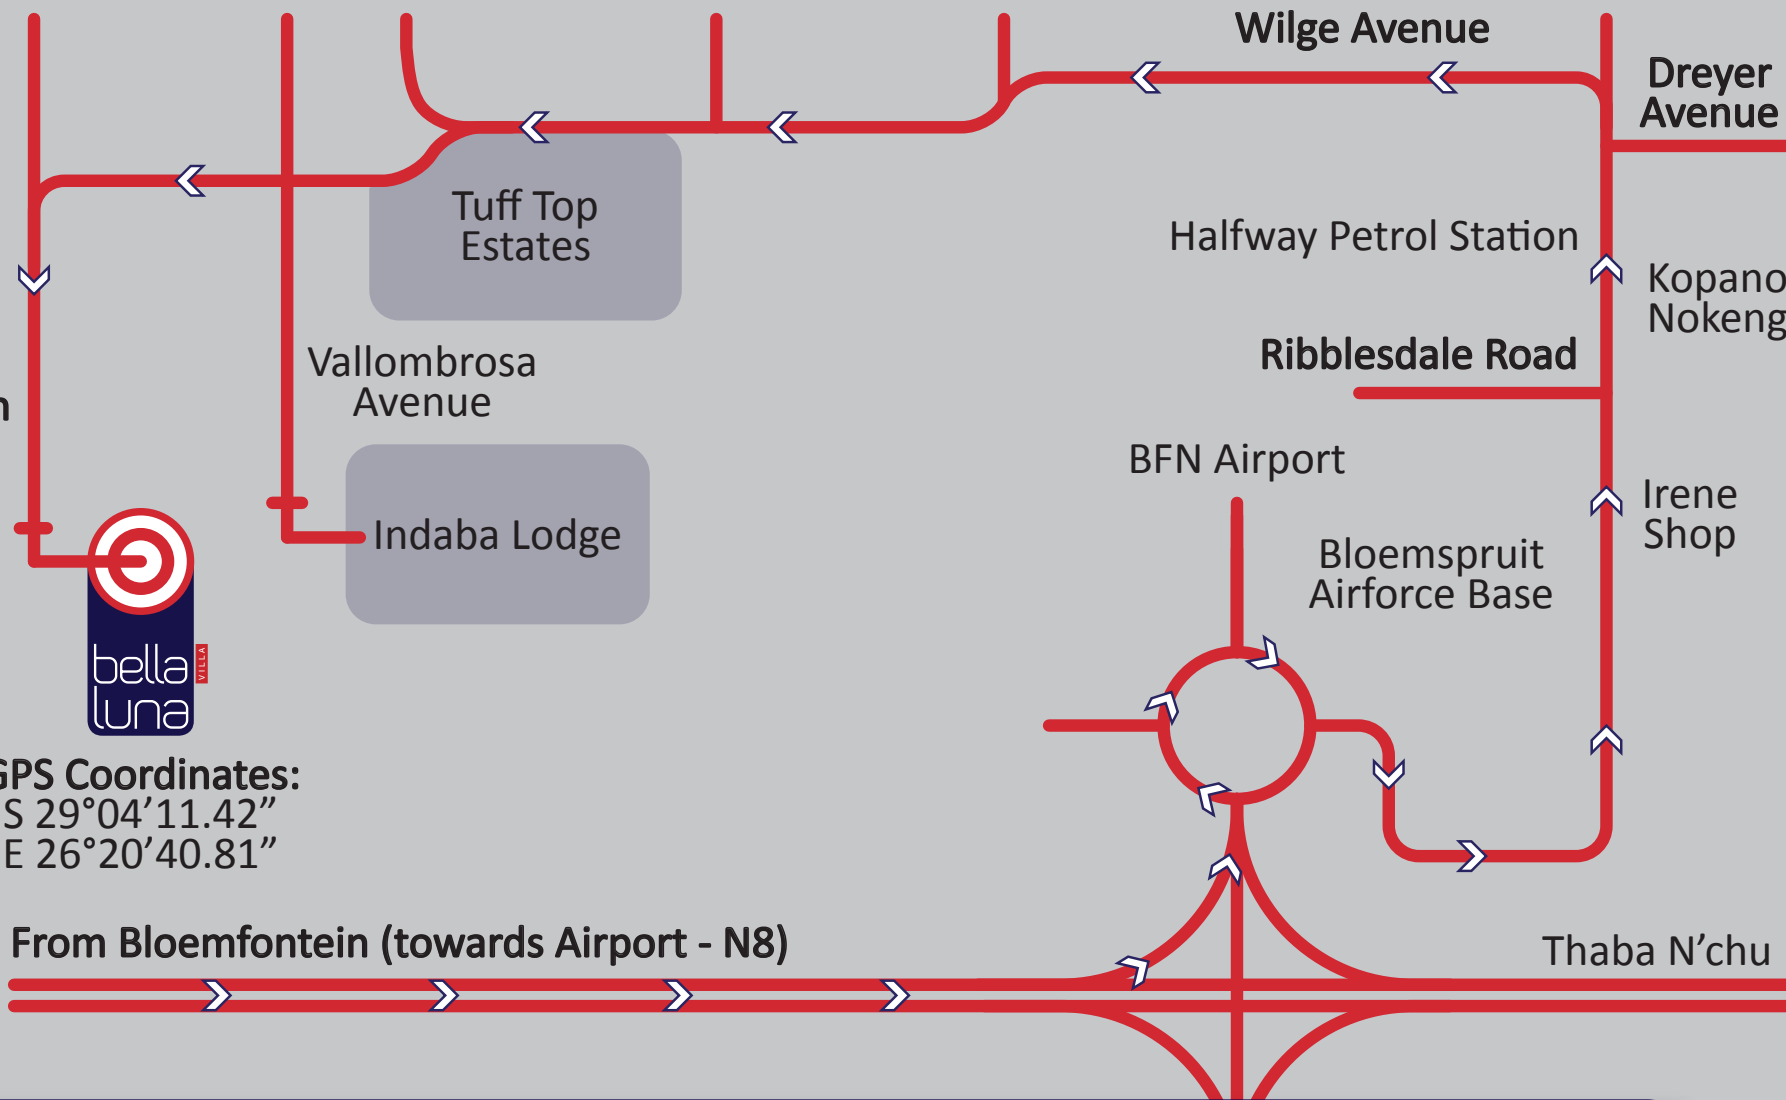 Wilge Avenue
Dreyer
Avenue
Tuff Top
Estates
Halfway Petrol Station
Kopano
Nokeng
Vallombrosa
Avenue
Ribblesdale Road
n
BFN Airport
Irene
Shop
Indaba Lodge
Bloemspruit
Airforce Base
bella
luna
VILLA
GPS Coordinates:
S 29°04’11.42”
E 26°20’40.81”
From Bloemfontein (towards Airport - N8)
Thaba N’chu